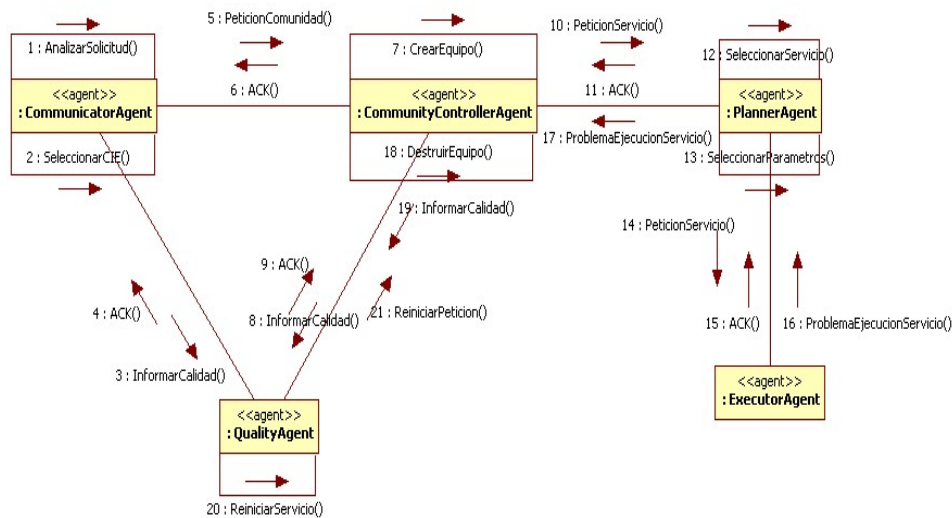 5 : PeticionComunidad()
10 : PeticionServicio()
1 : AnalizarSolicitud()
7 : CrearEquipo()
12 : SeleccionarServicio()
<<agent>>
: CommunicatorAgent
6 : ACK()
<<agent>>
: CommunityControllerAgent
11 : ACK()
<<agent>>
: PlannerAgent
17 : ProblemaEjecucionServicio()
2 : SeleccionarCIE()
18 : DestruirEquipo()
13 : SeleccionarParametros()
19 : InformarCalidad()
14 : PeticionServicio()
9 : ACK()
4 : ACK()
8 : InformarCalidad()
21 : ReiniciarPeticion()
15 : ACK()
16 : ProblemaEjecucionServicio()
3 : InformarCalidad()
<<agent>>
: ExecutorAgent
<<agent>>
: QualityAgent
20 : ReiniciarServicio()